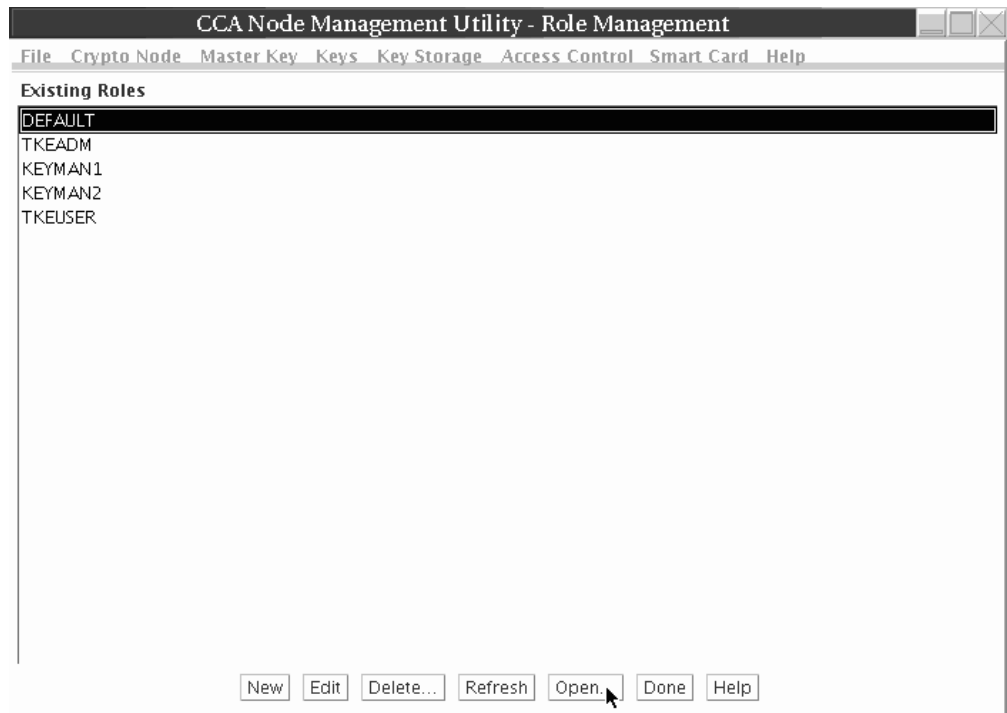 CCA Node Management Utility - Role Management
File Crypto Node Master Key Keys Key Storage Access Control Smart Card Help
Existing Roles
DEFAULT
TKEADM
KEYMAN1
KEYMAN2
TKEUSER
New Edit Delete... Refresh Open... Done Help